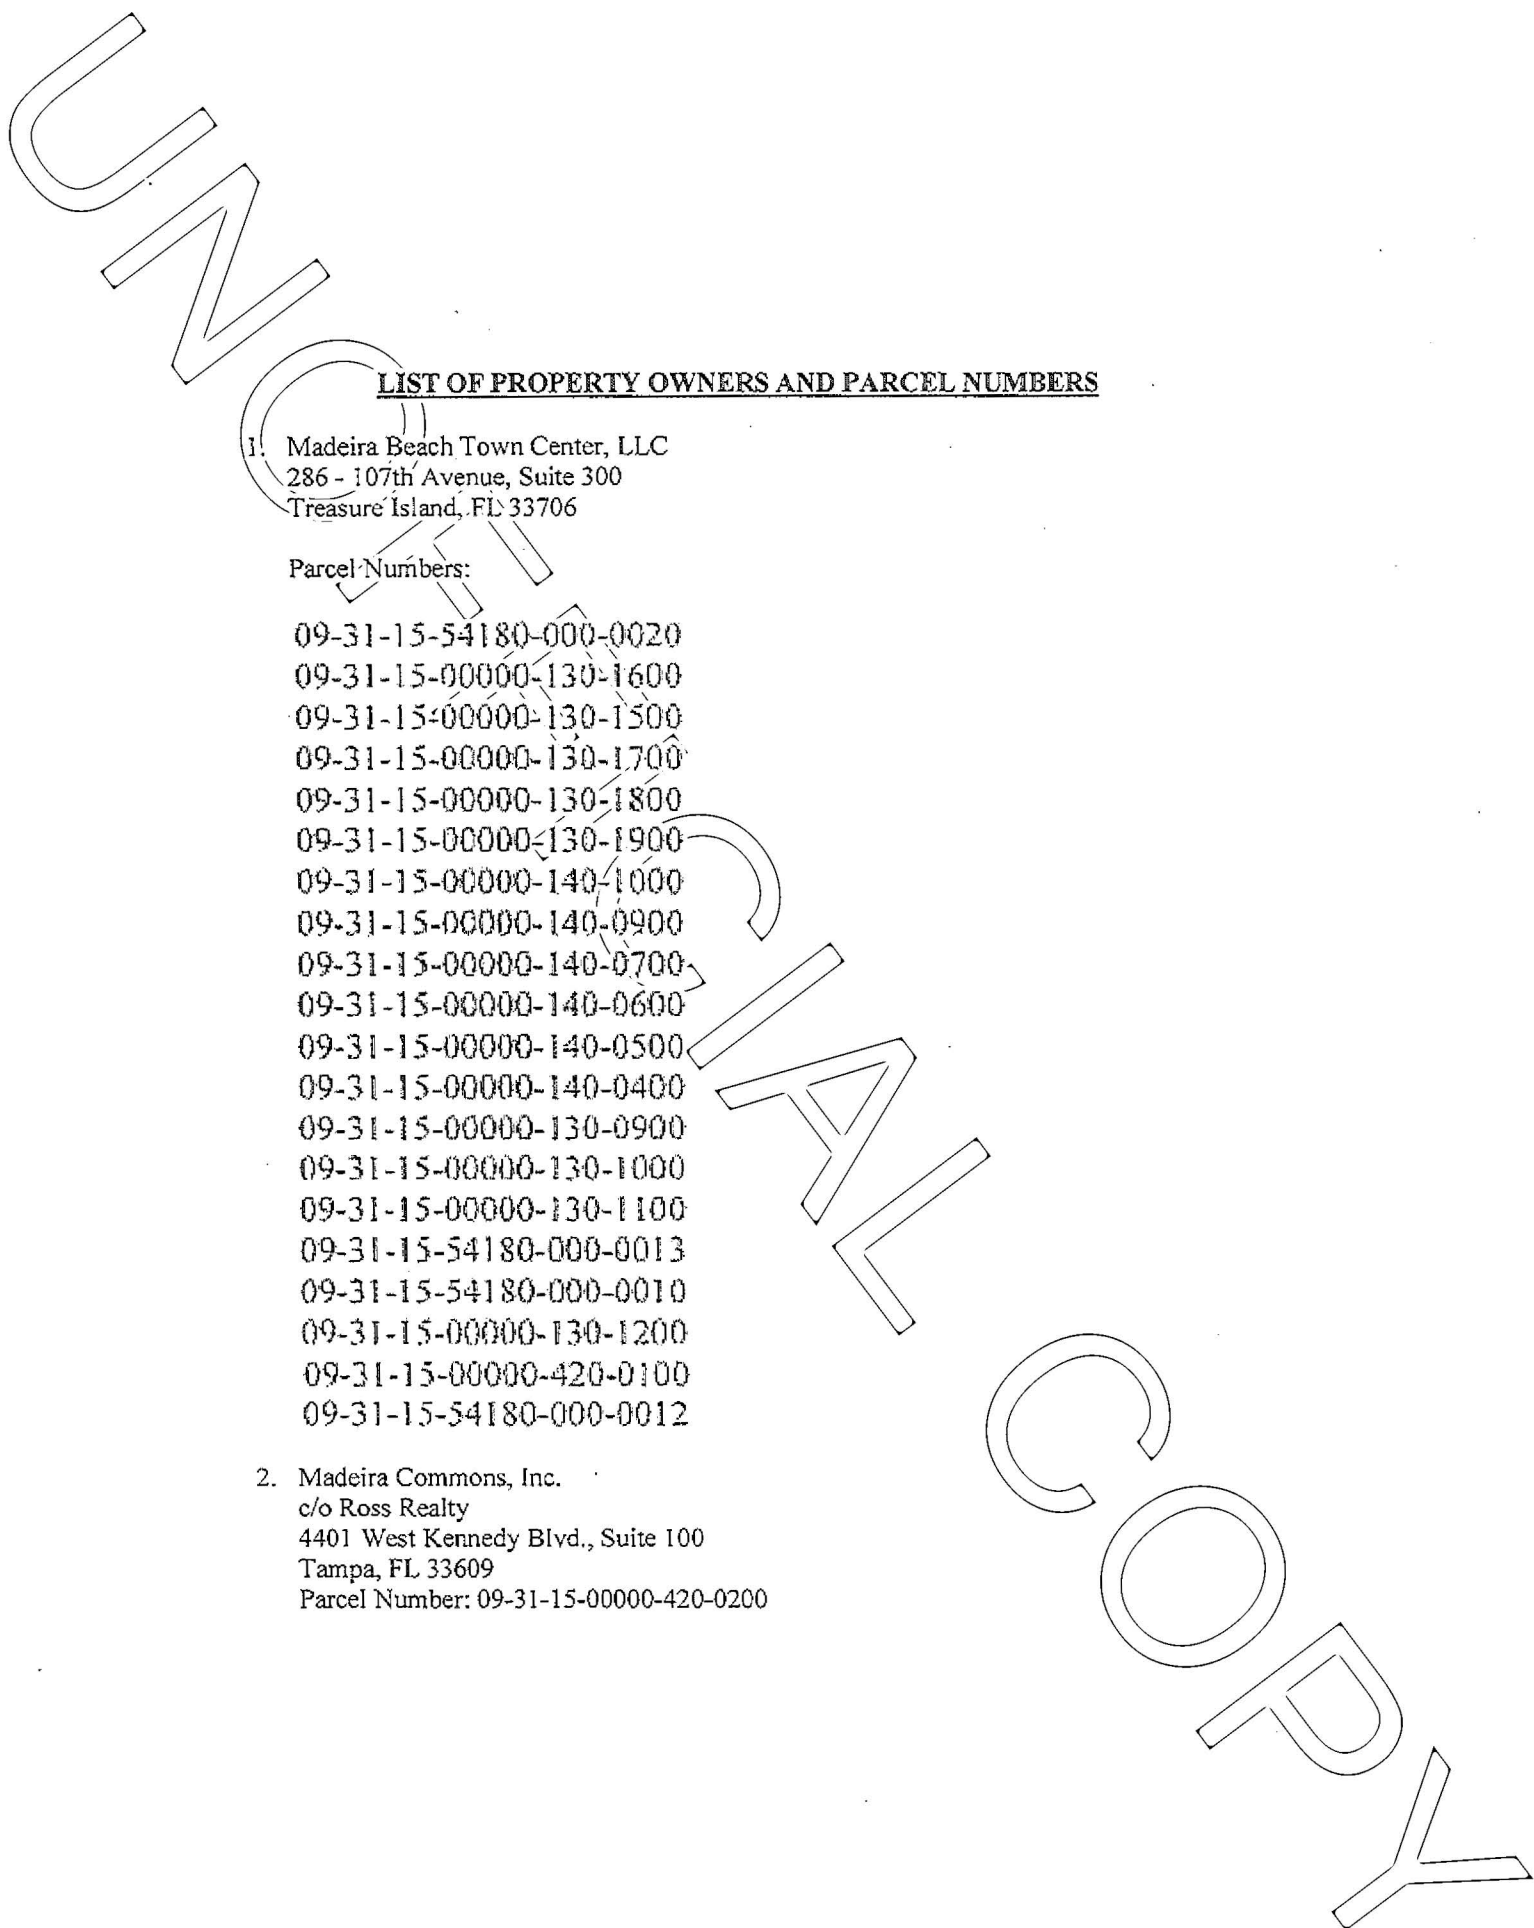 LIST OF PROPERTY OWNERS AND PARCEL NUMBERS
1. Madeira Beach Town Center, LLC
286 - 107th Avenue, Suite 300
Treasure Island, FL 33706
Parcel Numbers:
09-31-15-54180-000-0020
09-31-15-00000-130-1600
09-31-15-00000-130-1500
09-31-15-00000-130-1700
09-31-15-00000-130-1800
09-31-15-00000-130-1900
09-31-15-00000-140-1000
09-31-15-00000-140-0900
09-31-15-00000-140-0700
09-31-15-00000-140-0600
09-31-15-00000-140-0500
09-31-15-00000-140-0400
09-31-15-00000-130-0900
09-31-15-00000-130-1000
09-31-15-00000-130-1100
09-31-15-54180-000-0013
09-31-15-54180-000-0010
09-31-15-00000-130-1200
09-31-15-00000-420-0100
09-31-15-54180-000-0012
2. Madeira Commons, Inc.
c/o Ross Realty
4401 West Kennedy Blvd., Suite 100
Tampa, FL 33609
Parcel Number: 09-31-15-00000-420-0200
COPY